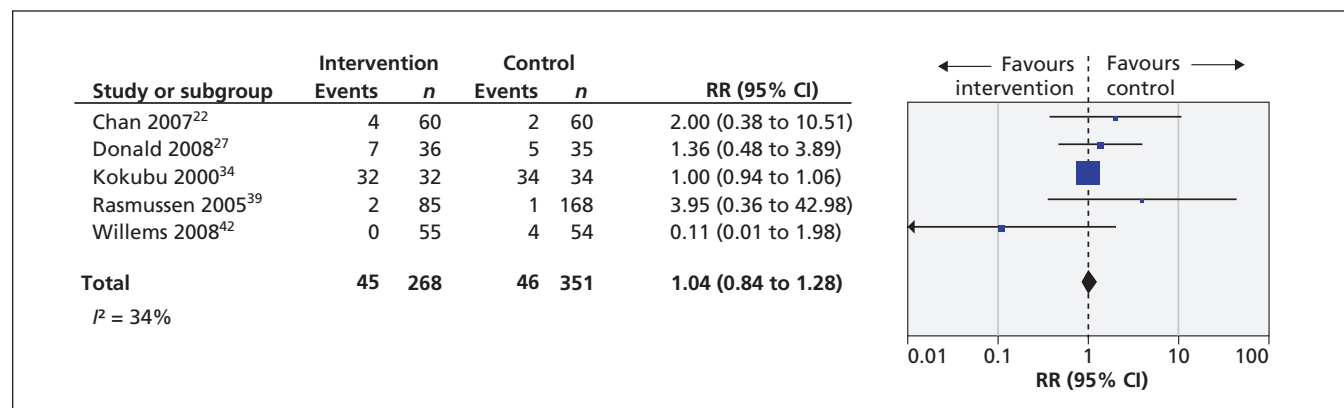 Intervention Control
Study or subgroup Events n Events n RR (95% CI)
Chan 2007²² 4 60 2 60 2.00 (0.38 to 10.51)
Donald 2008²⁷ 7 36 5 35 1.36 (0.48 to 3.89)
Kokubu 2000³⁴ 32 32 34 34 1.00 (0.94 to 1.06)
Rasmussen 2005³⁹ 2 85 1 168 3.95 (0.36 to 42.98)
Willems 2008⁴² 0 55 4 54 0.11 (0.01 to 1.98)
Total 45 268 46 351 1.04 (0.84 to 1.28)
I² = 34%
Favours intervention
Favours control
0.01 0.1 1 10 100
RR (95% CI)